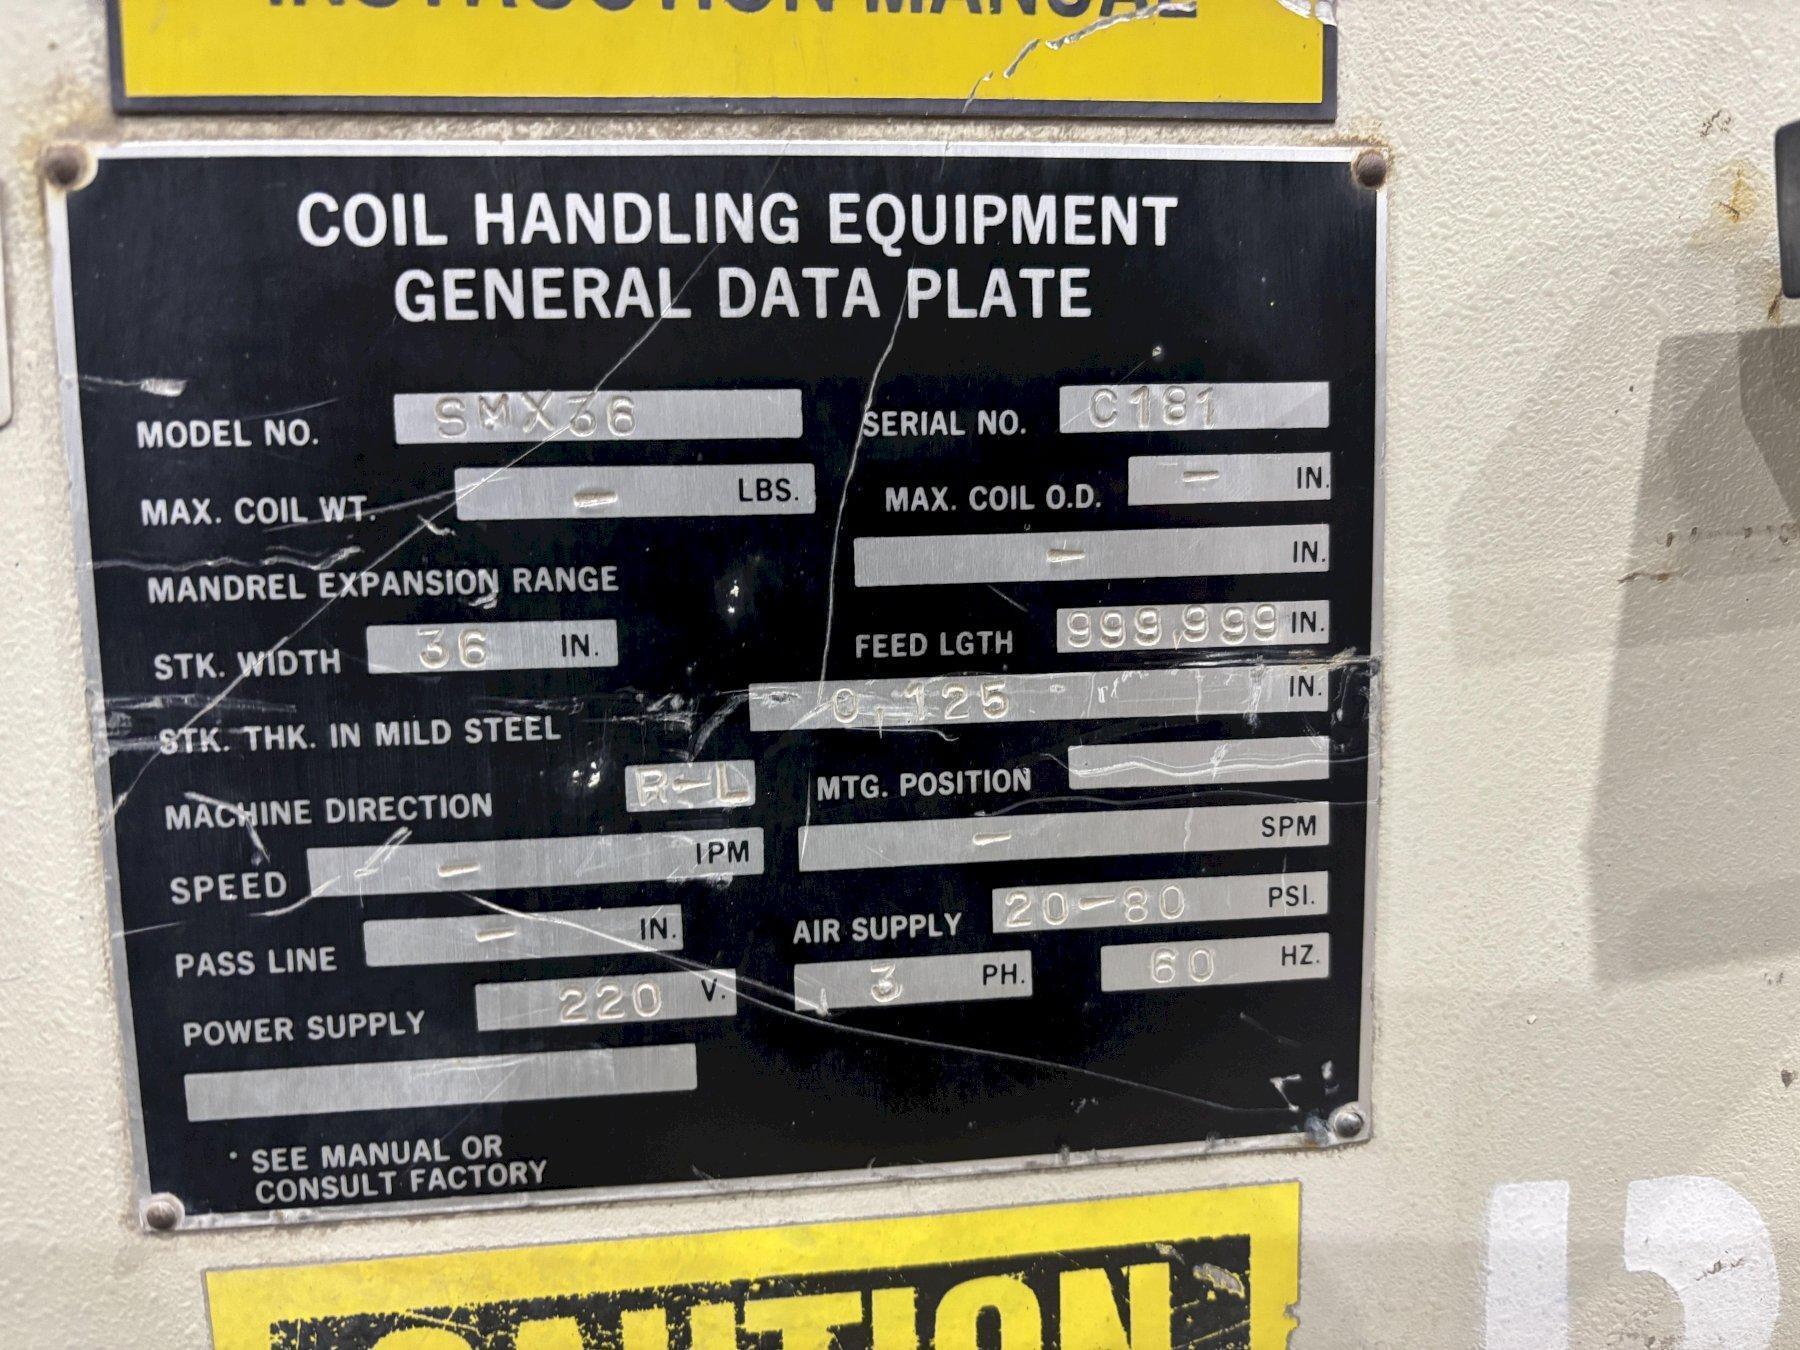 INSTRUCTION MANUAL
COIL HANDLING EQUIPMENT
GENERAL DATA PLATE
MODEL NO. SMX36 SERIAL NO. C181
MAX. COIL WT. - LBS. MAX. COIL O.D. - IN.
MANDREL EXPANSION RANGE - IN.
STK. WIDTH 36 IN. FEED LGTH 999,999 IN.
STK. THK. IN MILD STEEL 0,125 IN.
MACHINE DIRECTION R-L MTG. POSITION
SPEED - IPM - SPM
PASS LINE - IN. AIR SUPPLY 20-80 PSI.
POWER SUPPLY 220 V. 3 PH. 60 HZ.
· SEE MANUAL OR
CONSULT FACTORY
CAUTION